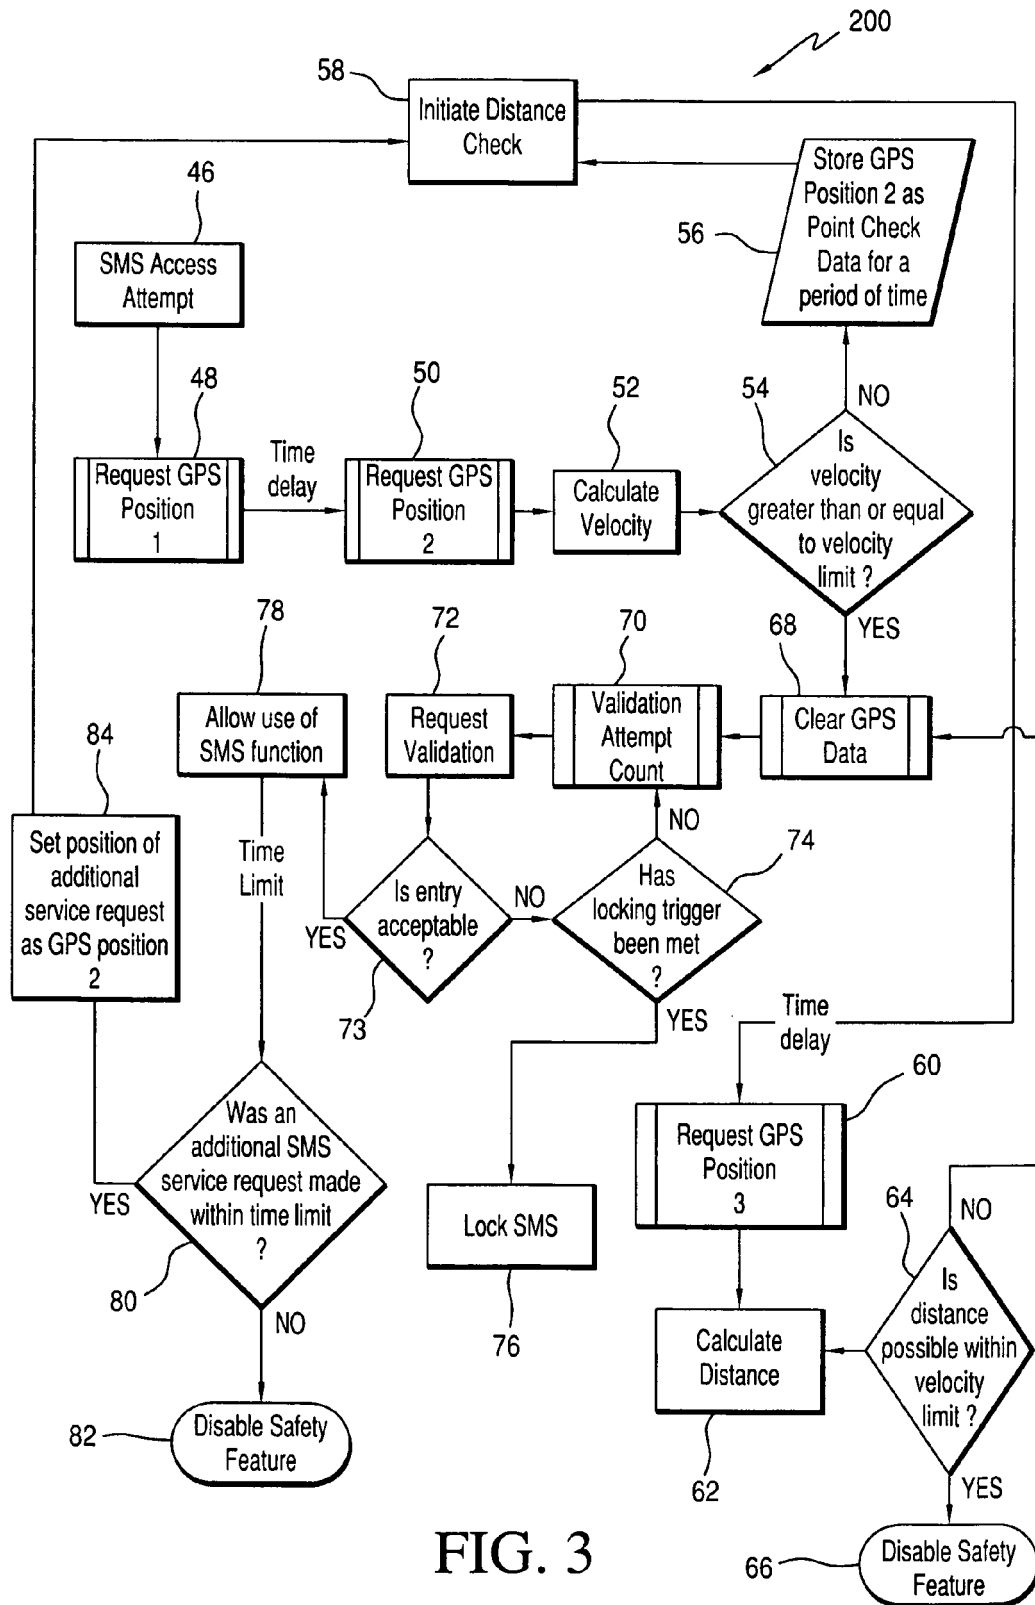 200
58
Initiate Distance
Check
Store GPS
Position 2 as
Point Check
Data for a
period of time
56
46
SMS Access
Attempt
48
Request GPS
Position
1
Time
delay
50
Request GPS
Position
2
52
Calculate
Velocity
54
Is
velocity
greater than or equal
to velocity
limit ?
NO
YES
68
Clear GPS
Data
70
Validation
Attempt
Count
72
Request
Validation
78
Allow use of
SMS function
84
Set position of
additional
service request
as GPS position
2
Time
Limit
Is entry
acceptable
?
YES
NO
73
Has
locking trigger
been met
?
NO
74
YES
Time
delay
60
Request GPS
Position
3
Was an
additional SMS
service request made
within time limit
?
YES
80
NO
Lock SMS
76
64
NO
Is
distance
possible within
velocity
limit ?
YES
Calculate
Distance
62
82
Disable Safety
Feature
66
Disable Safety
Feature
FIG. 3